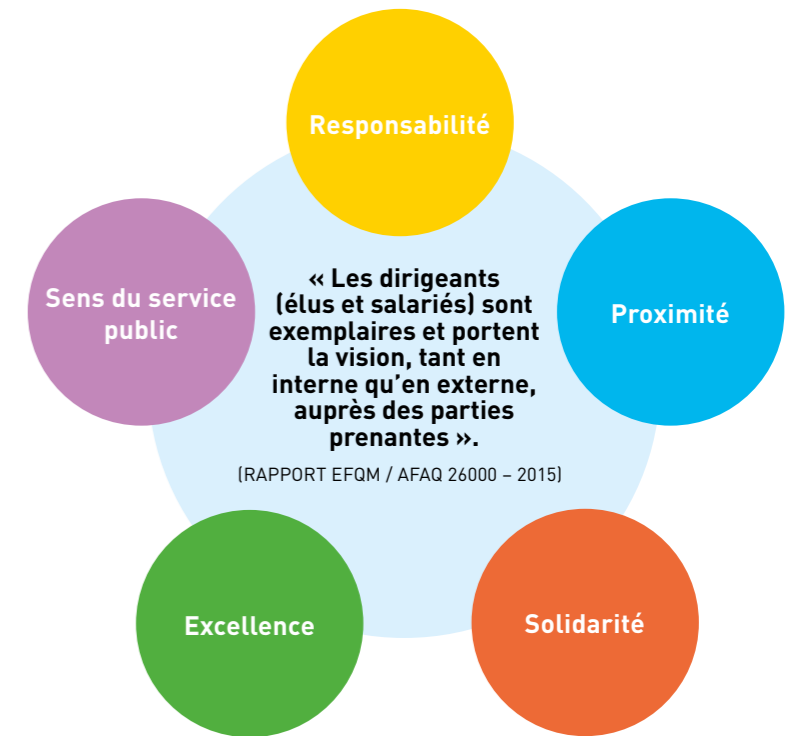 Responsabilité
Sens du service
public
« Les dirigeants
(élus et salariés) sont
exemplaires et portent
la vision, tant en
interne qu’en externe,
auprès des parties
prenantes ».
(RAPPORT EFQM / AFAQ 26000 – 2015)
Proximité
Excellence
Solidarité